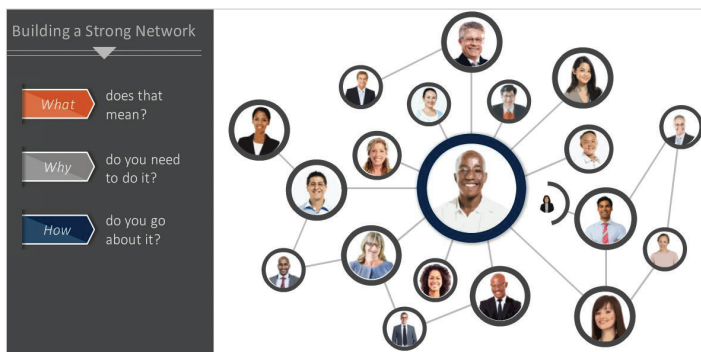 Building a Strong Network
What
does that
mean?
Why
do you need
to do it?
How
do you go
about it?